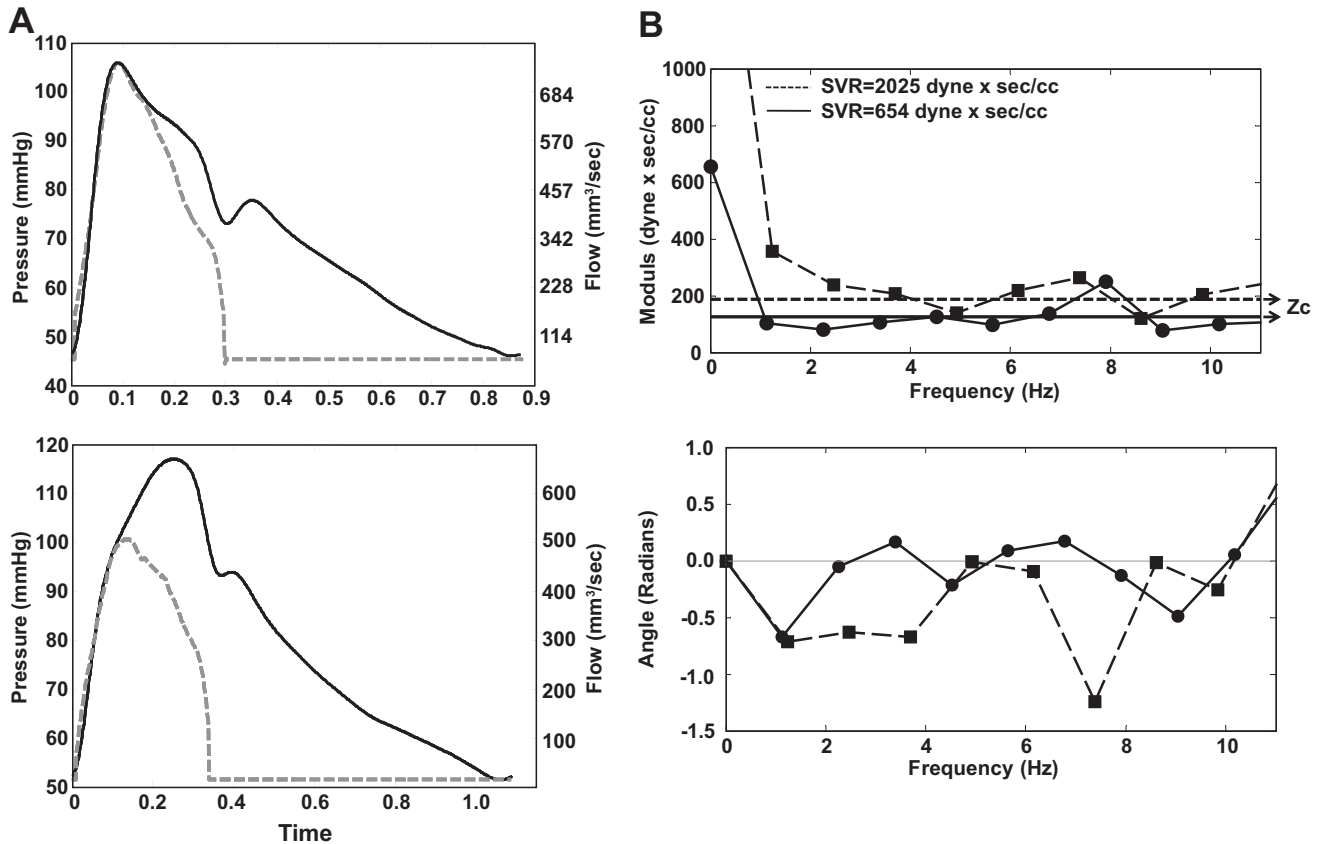 A
B
110
100
90
80
70
60
50
40
Pressure (mmHg)
684
570
457
342
228
114
Flow (mm³/sec)
0 0.1 0.2 0.3 0.4 0.5 0.6 0.7 0.8 0.9
120
110
100
90
80
70
60
50
Pressure (mmHg)
600
500
400
300
200
100
Flow (mm³/sec)
0 0.2 0.4 0.6 0.8 1.0
Time
1000
800
600
400
200
0
Moduls (dyne x sec/cc)
SVR=2025 dyne x sec/cc
SVR=654 dyne x sec/cc
Zc
0 2 4 6 8 10
Frequency (Hz)
1.0
0.5
0.0
-0.5
-1.0
-1.5
Angle (Radians)
0 2 4 6 8 10
Frequency (Hz)